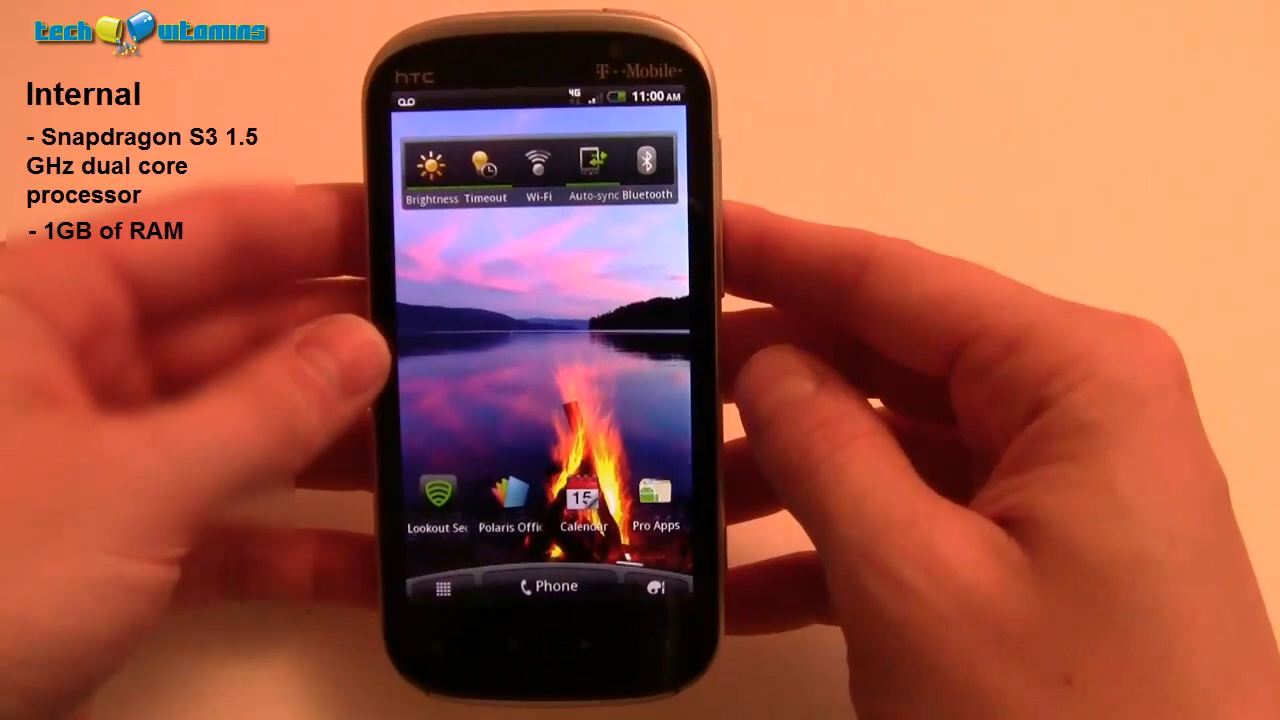 tech vitamins
Internal
- Snapdragon S3 1.5
GHz dual core
processor
- 1GB of RAM
hTC
T··Mobile·
4G
11:00 AM
Brightness Timeout Wi-Fi Auto-sync Bluetooth
15
Lookout Sec Polaris Offic Calendar Pro Apps
Phone